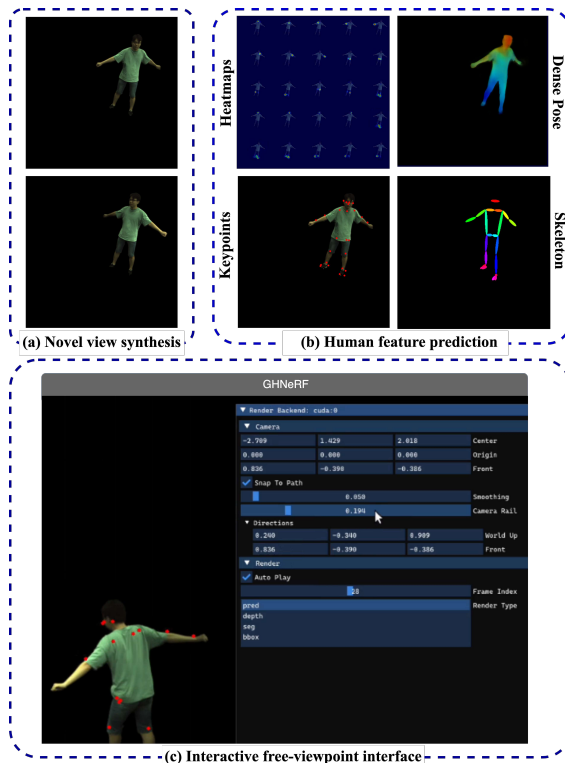 Heatmaps
Dense Pose
Keypoints
Skeleton
(a) Novel view synthesis
(b) Human feature prediction
GHNeRF
Render Backend: cuda:0
Camera
-2.709 1.429 2.018 Center
0.000 0.000 0.000 Origin
0.836 -0.390 -0.386 Front
Snap To Path
0.050 Smoothing
0.194 Camera Rail
Directions
0.240 -0.340 0.909 World Up
0.836 -0.390 -0.386 Front
Render
Auto Play
28 Frame Index
pred Render Type
depth
seg
bbox
(c) Interactive free-viewpoint interface